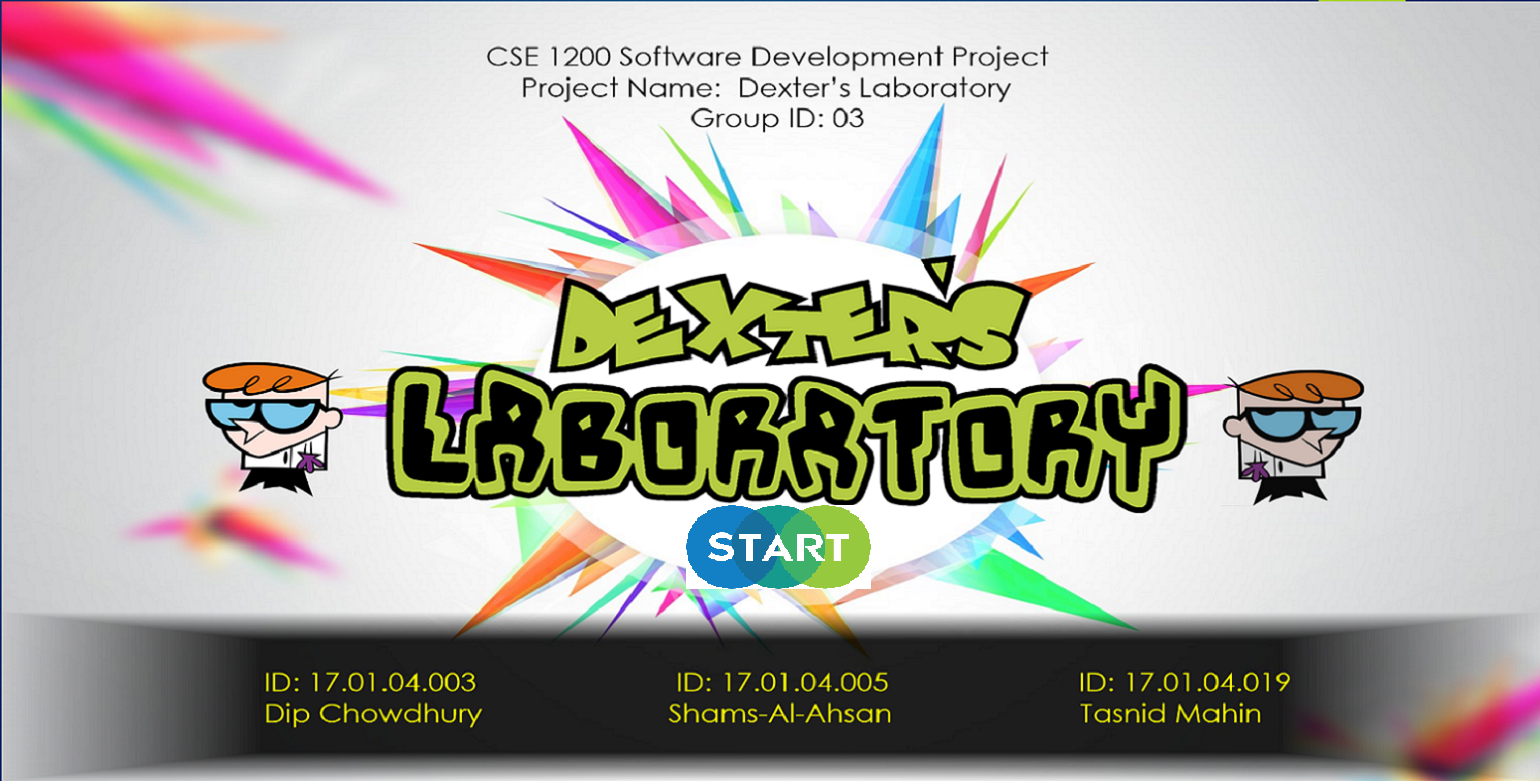 CSE 1200 Software Development Project
Project Name: Dexter’s Laboratory
Group ID: 03
DEXTER'S
LABORATORY
START
ID: 17.01.04.003
Dip Chowdhury
ID: 17.01.04.005
Shams-Al-Ahsan
ID: 17.01.04.019
Tasnid Mahin